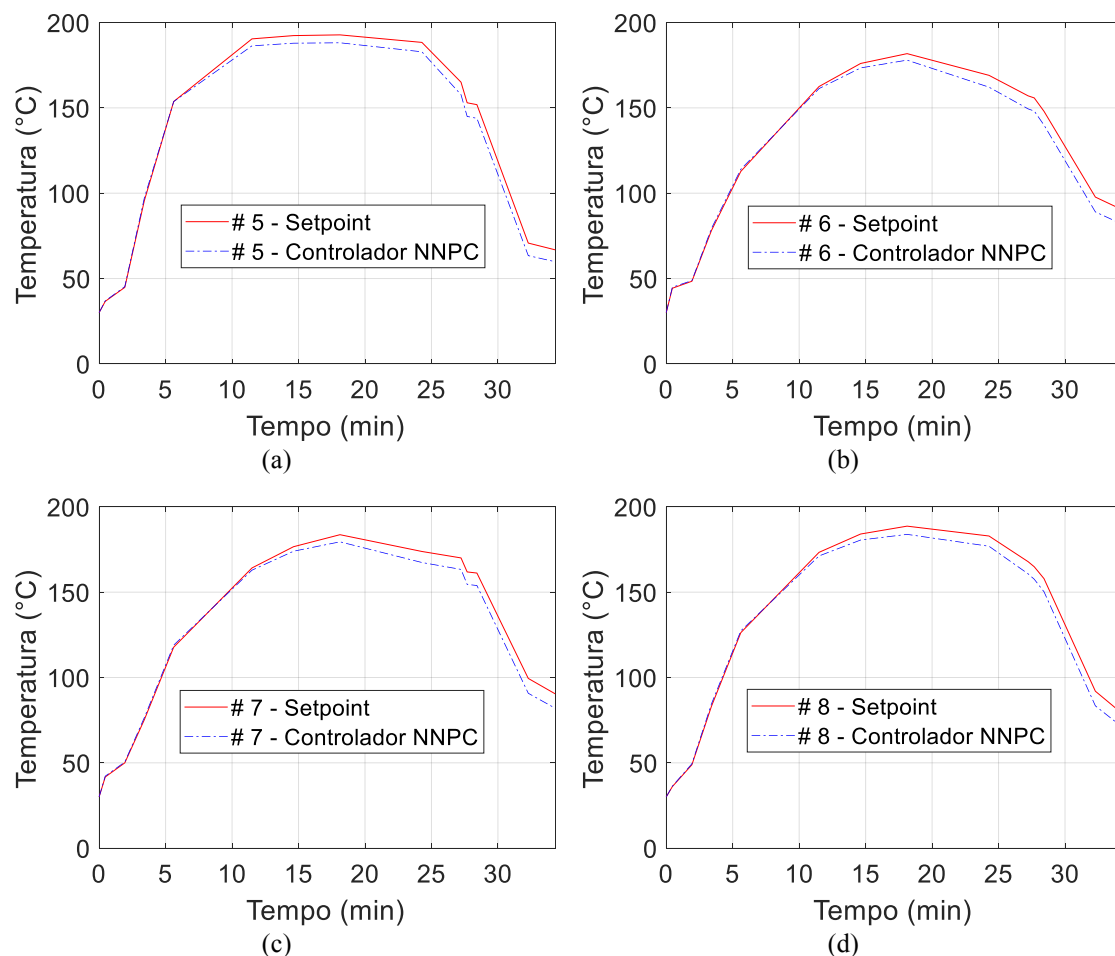 200
150
100
50
0
Temperatura (°C)
# 5 - Setpoint
# 5 - Controlador NNPC
0 5 10 15 20 25 30
Tempo (min)
(a)
200
150
100
50
0
Temperatura (°C)
# 6 - Setpoint
# 6 - Controlador NNPC
0 5 10 15 20 25 30
Tempo (min)
(b)
200
150
100
50
0
Temperatura (°C)
# 7 - Setpoint
# 7 - Controlador NNPC
0 5 10 15 20 25 30
Tempo (min)
(c)
200
150
100
50
0
Temperatura (°C)
# 8 - Setpoint
# 8 - Controlador NNPC
0 5 10 15 20 25 30
Tempo (min)
(d)